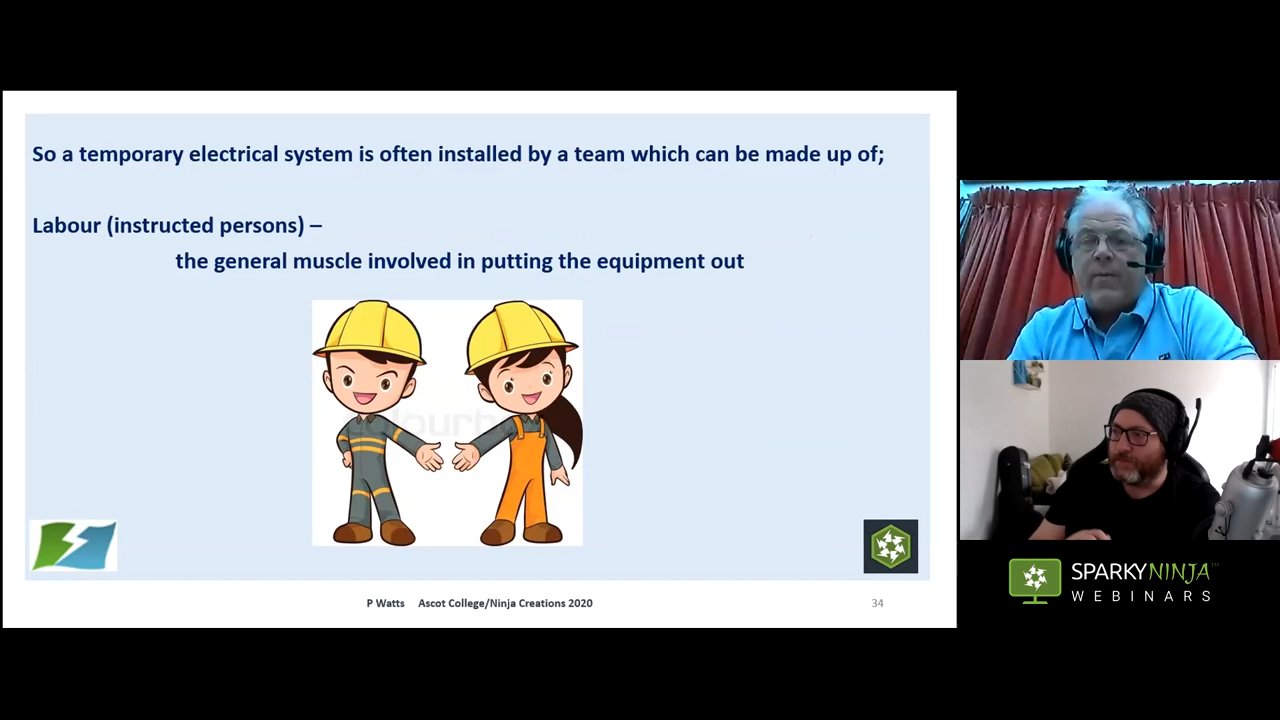 So a temporary electrical system is often installed by a team which can be made up of;
Labour (instructed persons) –
the general muscle involved in putting the equipment out
P Watts Ascot College/Ninja Creations 2020
34
SPARKYNINJA™
WEBINARS